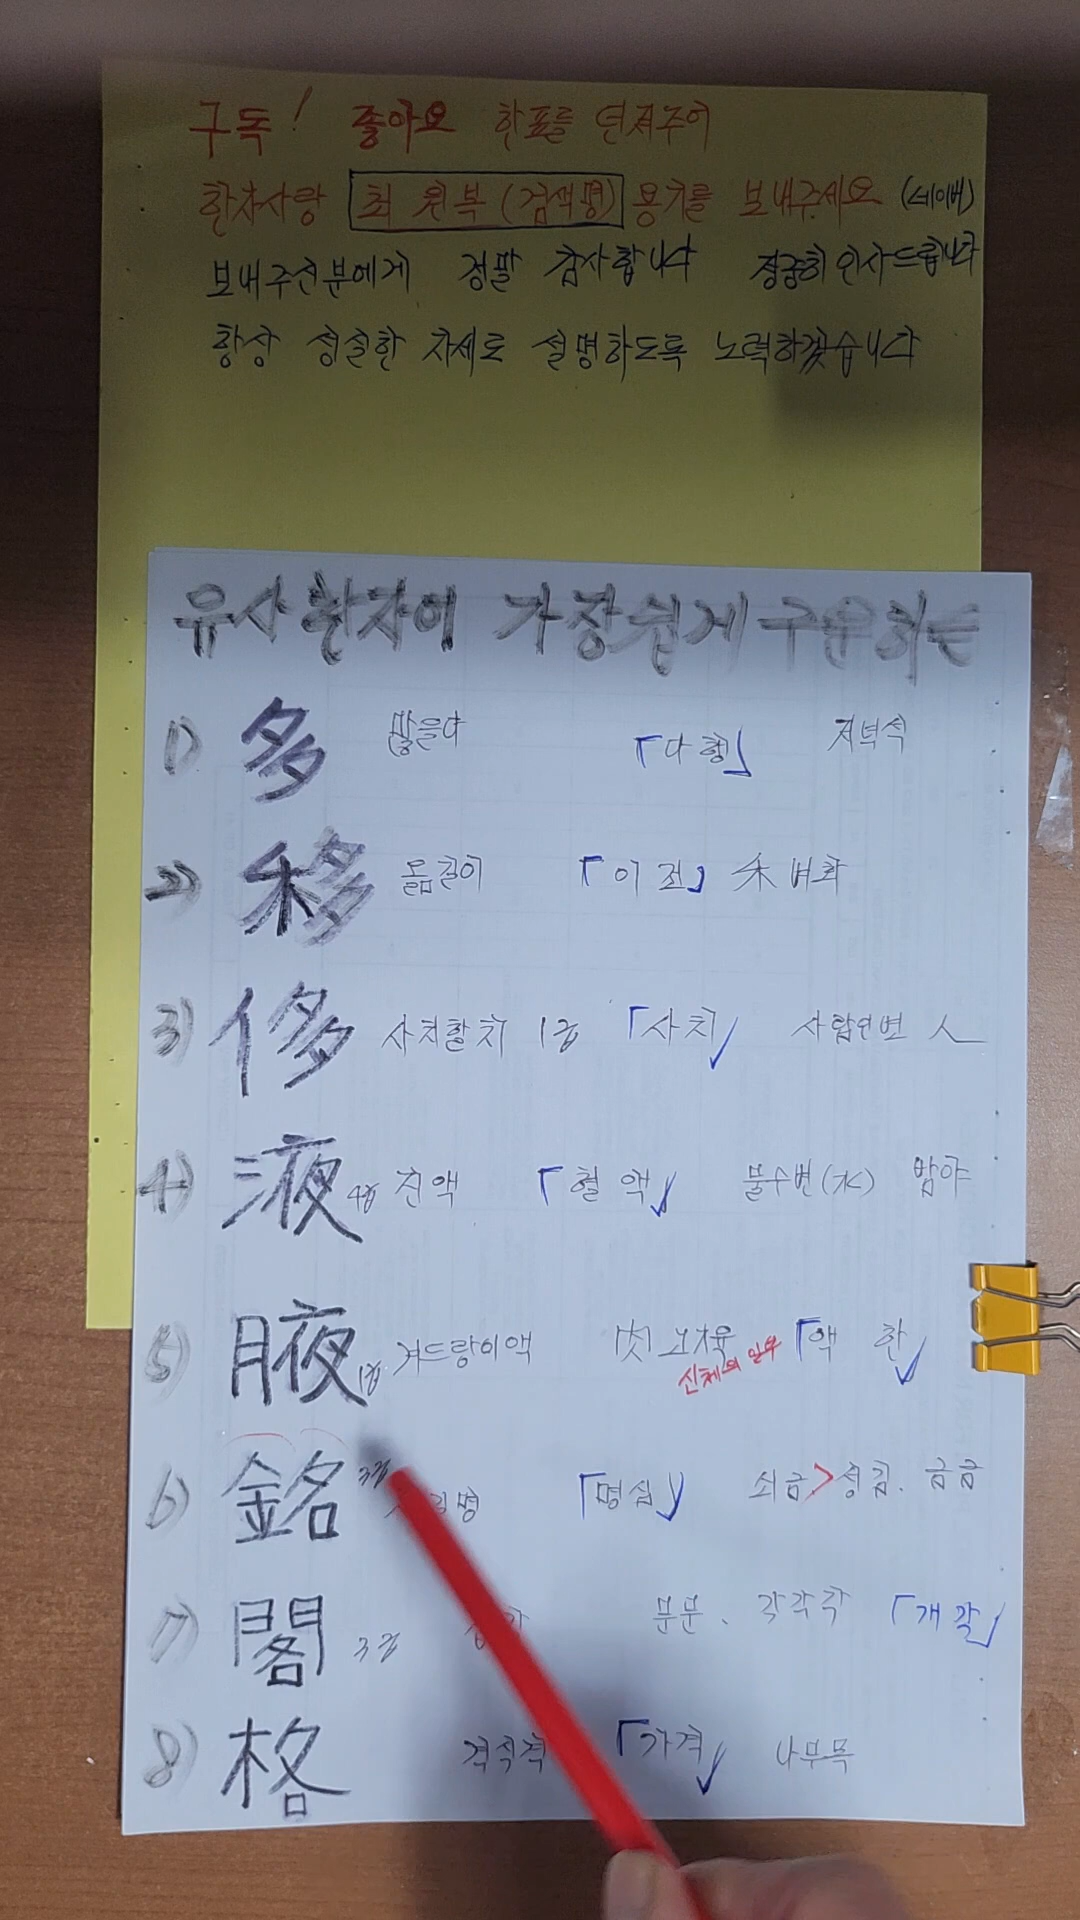 구독! 좋아요 한표를 던져주어
한자사랑 최 원복 (검색명) 용기를 보내주세요 (네이버)
보내주신분에게 정말 감사합니다 정중히 인사드립니다
항상 성실한 자세로 설명하도록 노력하겠습니다
유사한자이 가장쉽게 구분하는
1) 多 많을다 「다행」 저녁석
2) 移 옮길이 「이전」 禾 벼화
3) 侈 사치할치 1급 「사치」 사람인변 人
4) 液 4급 진액 「혈액」 물수변(水) 밤야
5) 腋 1급 겨드랑이액 肉 고기육 신체의 일부 「액 한」
6) 銘 3급 명 「명심」 쇠금 > 성김. 금금
7) 閣 3급 문문. 각각각 「개각」
8) 格 격식격 「가격」 나무목